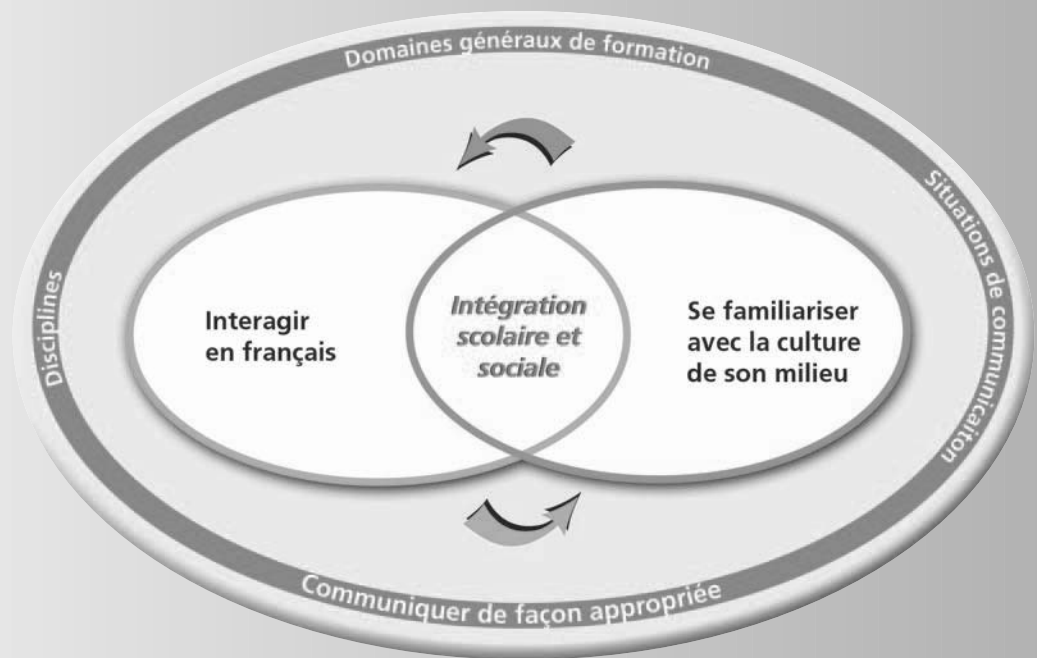 Domaines généraux de formation
Situations de communicaiton
Disciplines
Interagir
en français
Intégration
scolaire et
sociale
Se familiariser
avec la culture
de son milieu
Communiquer de façon appropriée